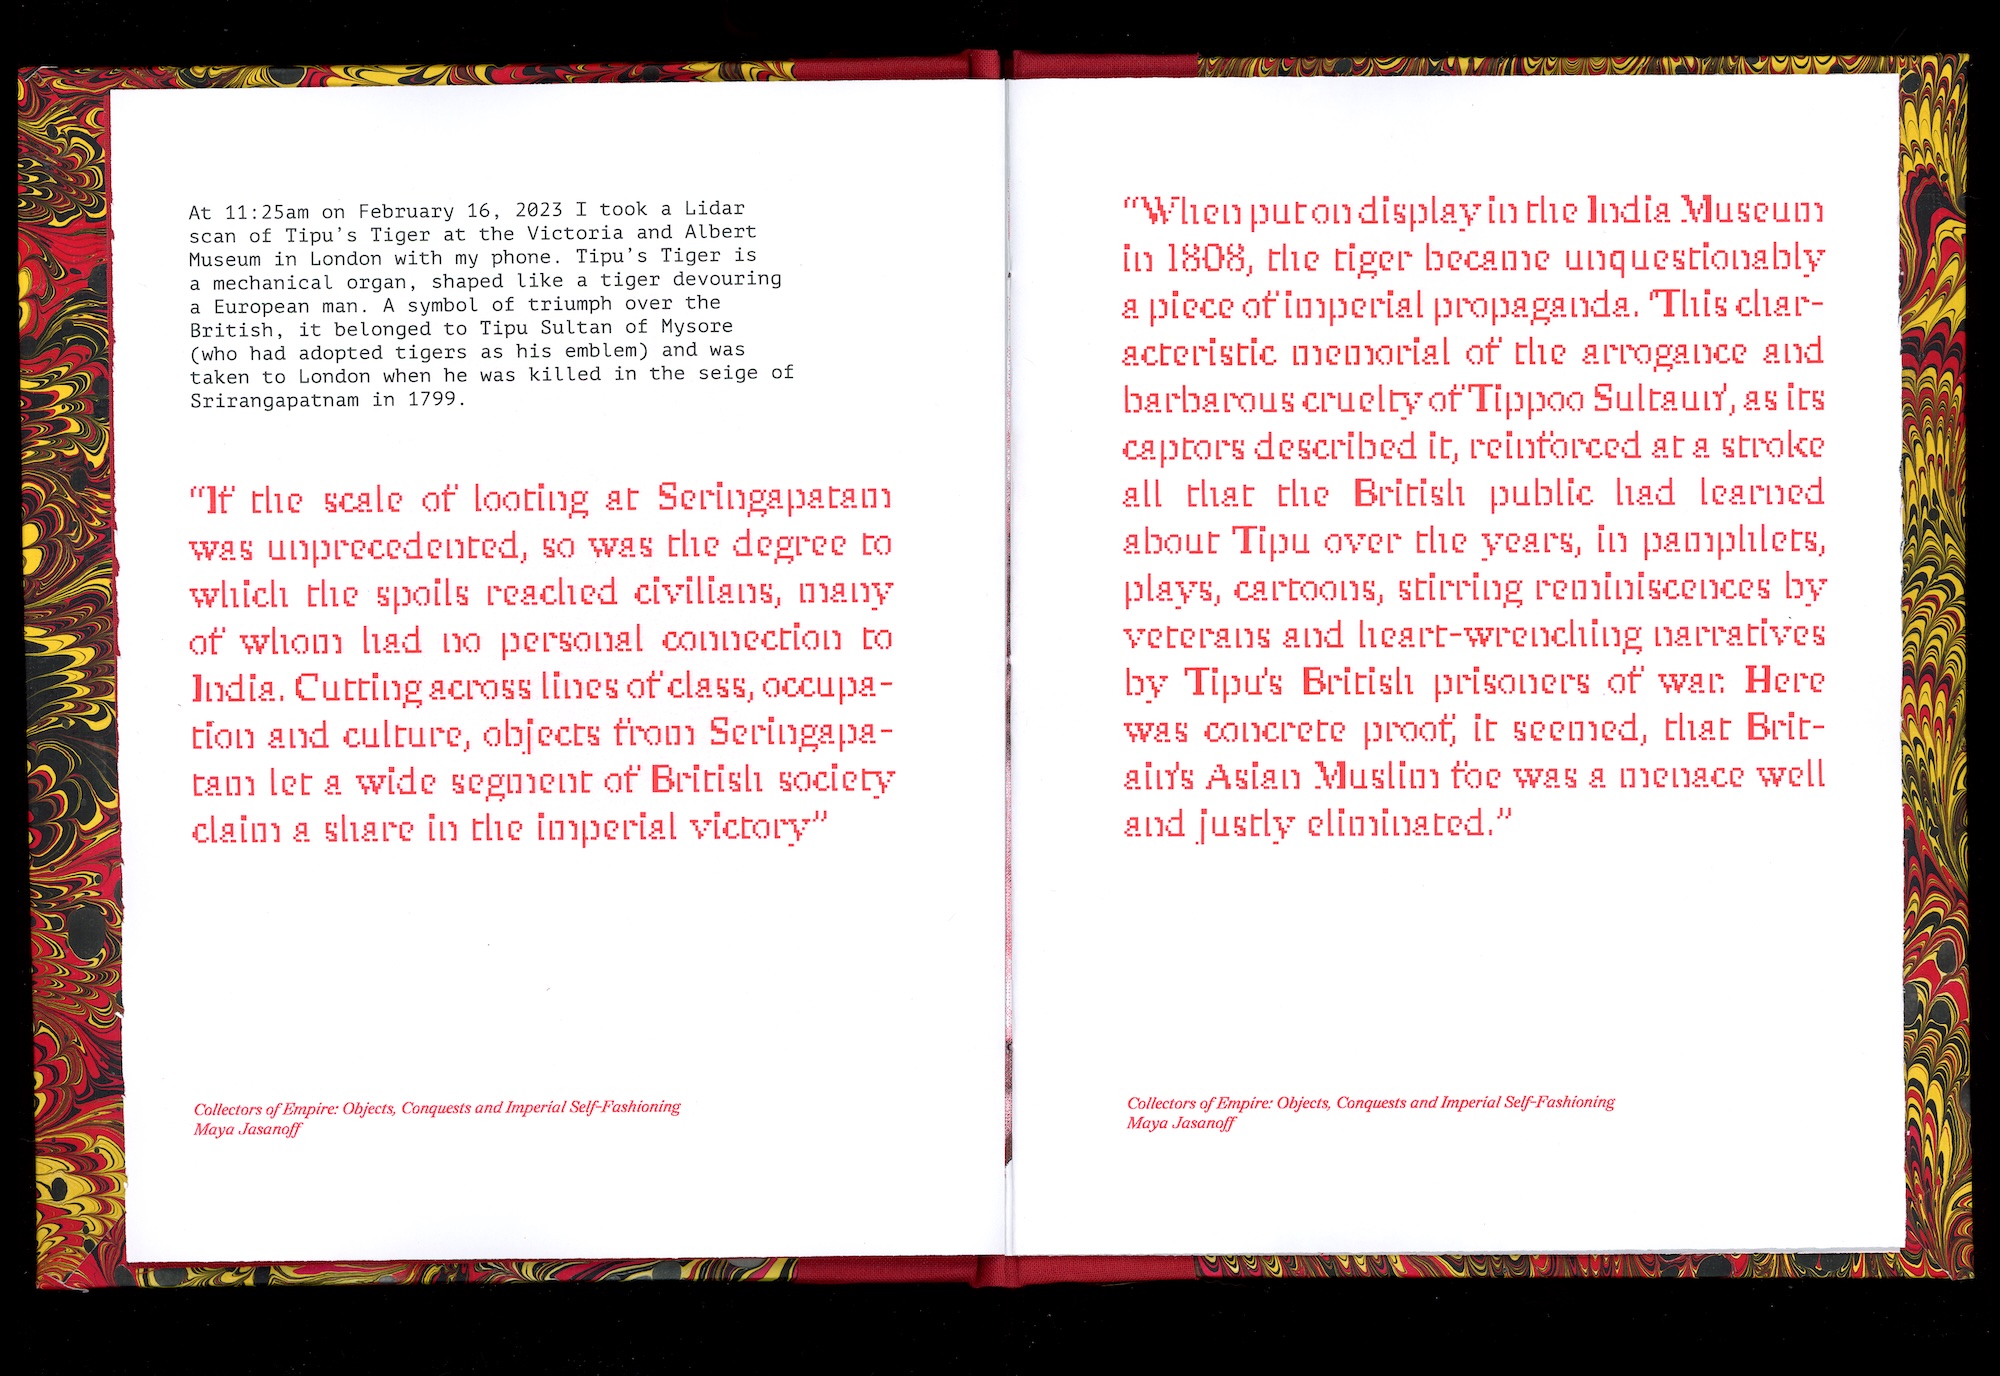 At 11:25am on February 16, 2023 I took a Lidar
scan of Tipu's Tiger at the Victoria and Albert
Museum in London with my phone. Tipu's Tiger is
a mechanical organ, shaped like a tiger devouring
a European man. A symbol of triumph over the
British, it belonged to Tipu Sultan of Mysore
(who had adopted tigers as his emblem) and was
taken to London when he was killed in the seige of
Srirangapatnam in 1799.
“If the scale of looting at Seringapatam
was unprecedented, so was the degree to
which the spoils reached civilians, many
of whom had no personal connection to
India. Cutting across lines of class, occupa-
tion and culture, objects from Seringapa-
tam let a wide segment of British society
claim a share in the imperial victory”
Collectors of Empire: Objects, Conquests and Imperial Self-Fashioning
Maya Jasanoff
“When put on display in the India Museum
in 1808, the tiger became unquestionably
a piece of imperial propaganda. 'This char-
acteristic memorial of the arrogance and
barbarous cruelty of Tippoo Sultaun', as its
captors described it, reinforced at a stroke
all that the British public had learned
about Tipu over the years, in pamphlets,
plays, cartoons, stirring reminiscences by
veterans and heart-wrenching narratives
by Tipu's British prisoners of war. Here
was concrete proof, it seemed, that Brit-
ain's Asian Muslim foe was a menace well
and justly eliminated.”
Collectors of Empire: Objects, Conquests and Imperial Self-Fashioning
Maya Jasanoff